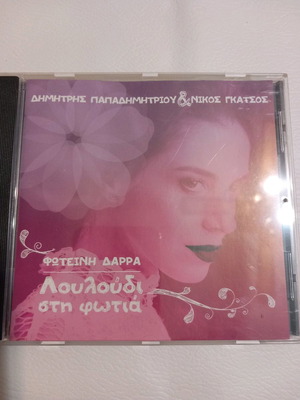 ΔΗΜΗΤΡΗΣ ΠΑΠΑΔΗΜΗΤΡΙΟΥ & ΝΙΚΟΣ ΓΚΑΤΣΟΣ
ΦΩΤΕΙΝΗ ΔΑΡΡΑ
Λουλούδι
στη φωτιά